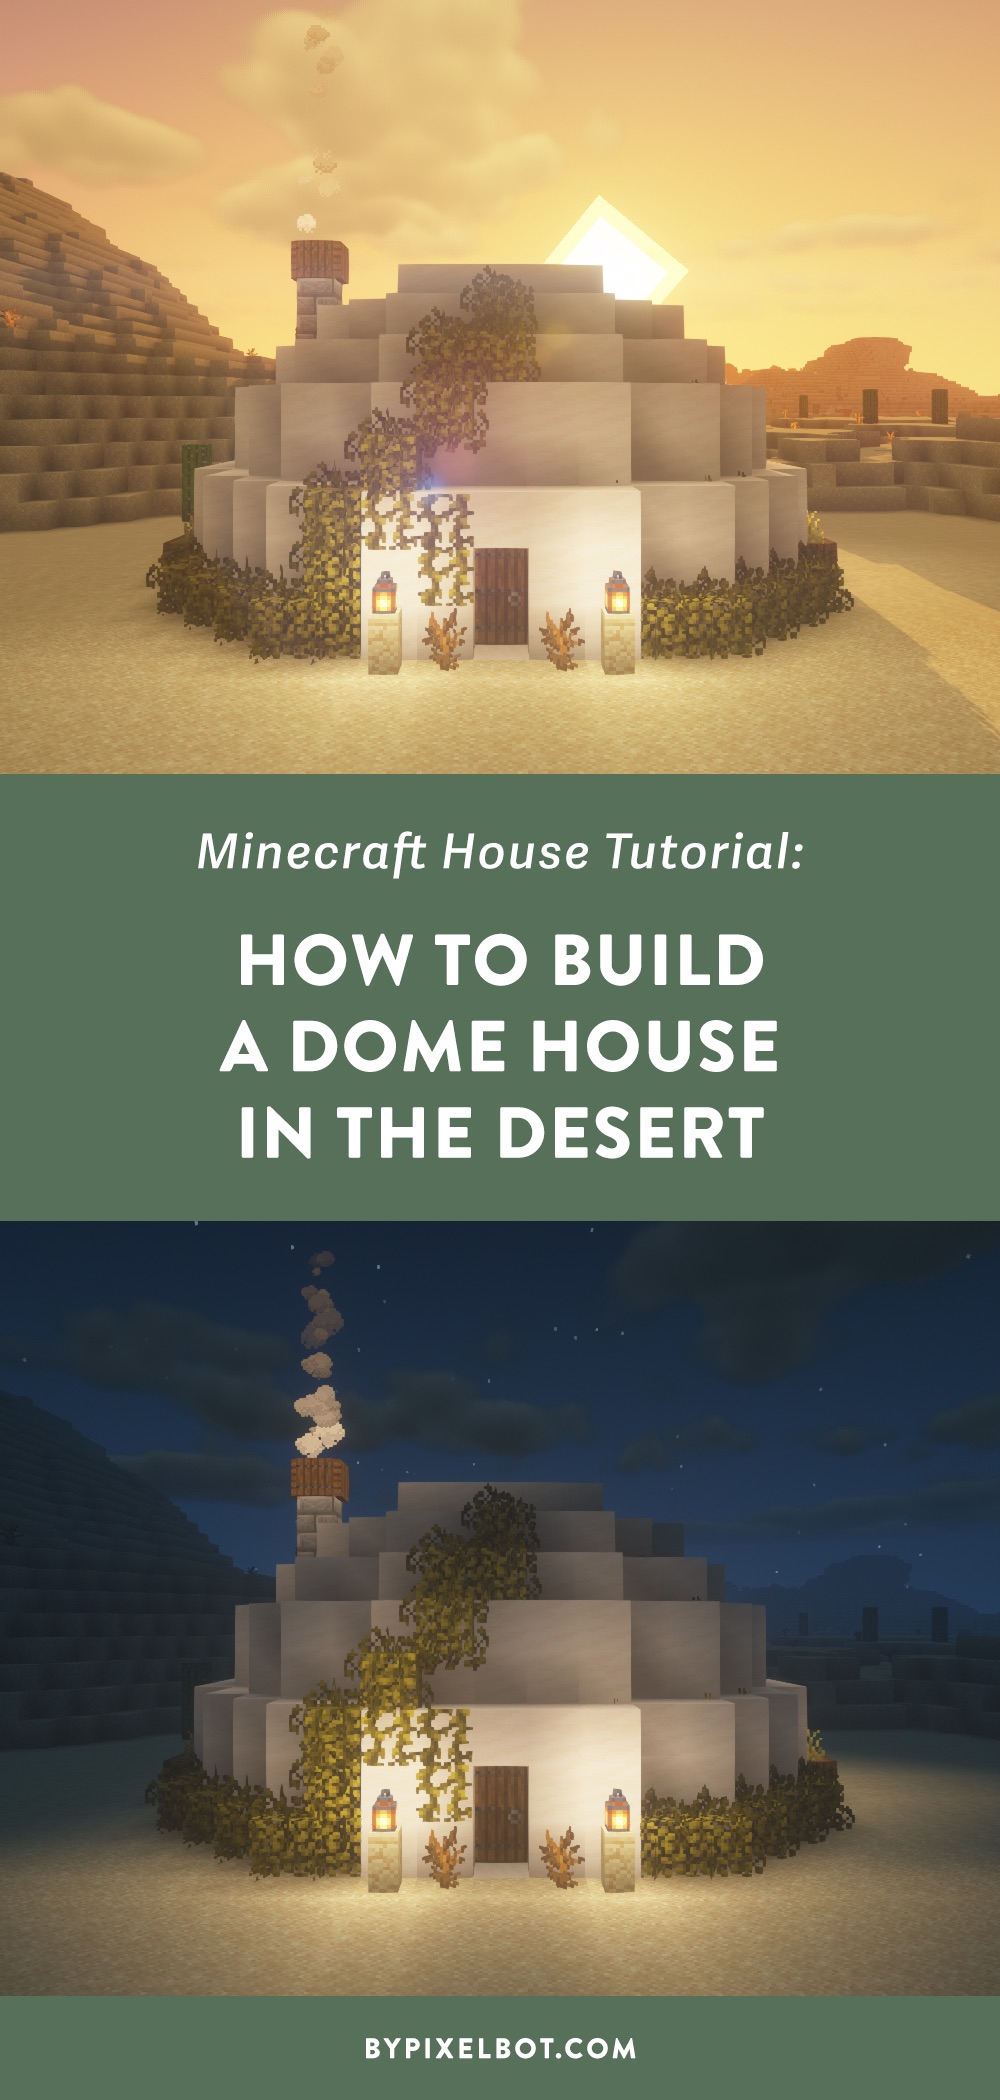 Minecraft House Tutorial:
HOW TO BUILD
A DOME HOUSE
IN THE DESERT
BYPIXELBOT.COM